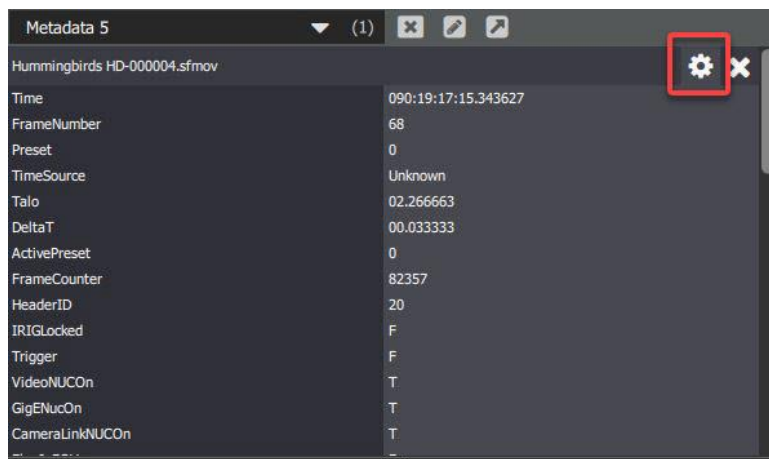 Metadata 5 (1)
Hummingbirds HD-000004.sfmov
Time 090:19:17:15.343627
FrameNumber 68
Preset 0
TimeSource Unknown
Talo 02.266663
DeltaT 00.033333
ActivePreset 0
FrameCounter 82357
HeaderID 20
IRIGLocked F
Trigger F
VideoNUCOn T
GigENucOn T
CameraLinkNUCOn T